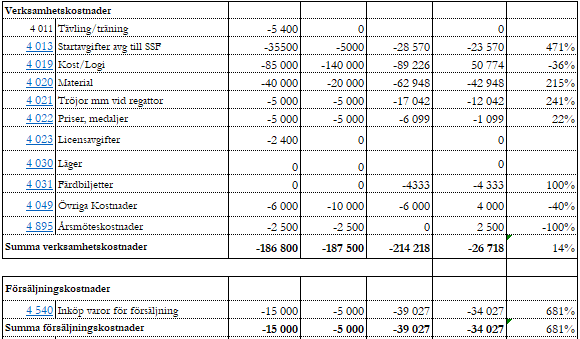 Verksamhetskostnader
4 011 Tävling/träning -5 400 0 0
4 013 Startavgifter avg till SSF -35500 -5000 -28 570 -23 570 471%
4 019 Kost/Logi -85 000 -140 000 -89 226 50 774 -36%
4 020 Material -40 000 -20 000 -62 948 -42 948 215%
4 021 Tröjor mm vid regattor -5 000 -5 000 -17 042 -12 042 241%
4 022 Priser, medaljer -5 000 -5 000 -6 099 -1 099 22%
4 023 Licensavgifter -2 400 0 0
4 030 Läger 0 0 0
4 031 Färdbiljetter 0 0 -4333 -4 333 100%
4 049 Övriga Kostnader -6 000 -10 000 -6 000 4 000 -40%
4 895 Årsmöteskostnader -2 500 -2 500 0 2 500 -100%
Summa verksamhetskostnader -186 800 -187 500 -214 218 -26 718 14%
Försäljningskostnader
4 540 Inköp varor för försäljning -15 000 -5 000 -39 027 -34 027 681%
Summa försäljningskostnader -15 000 -5 000 -39 027 -34 027 681%